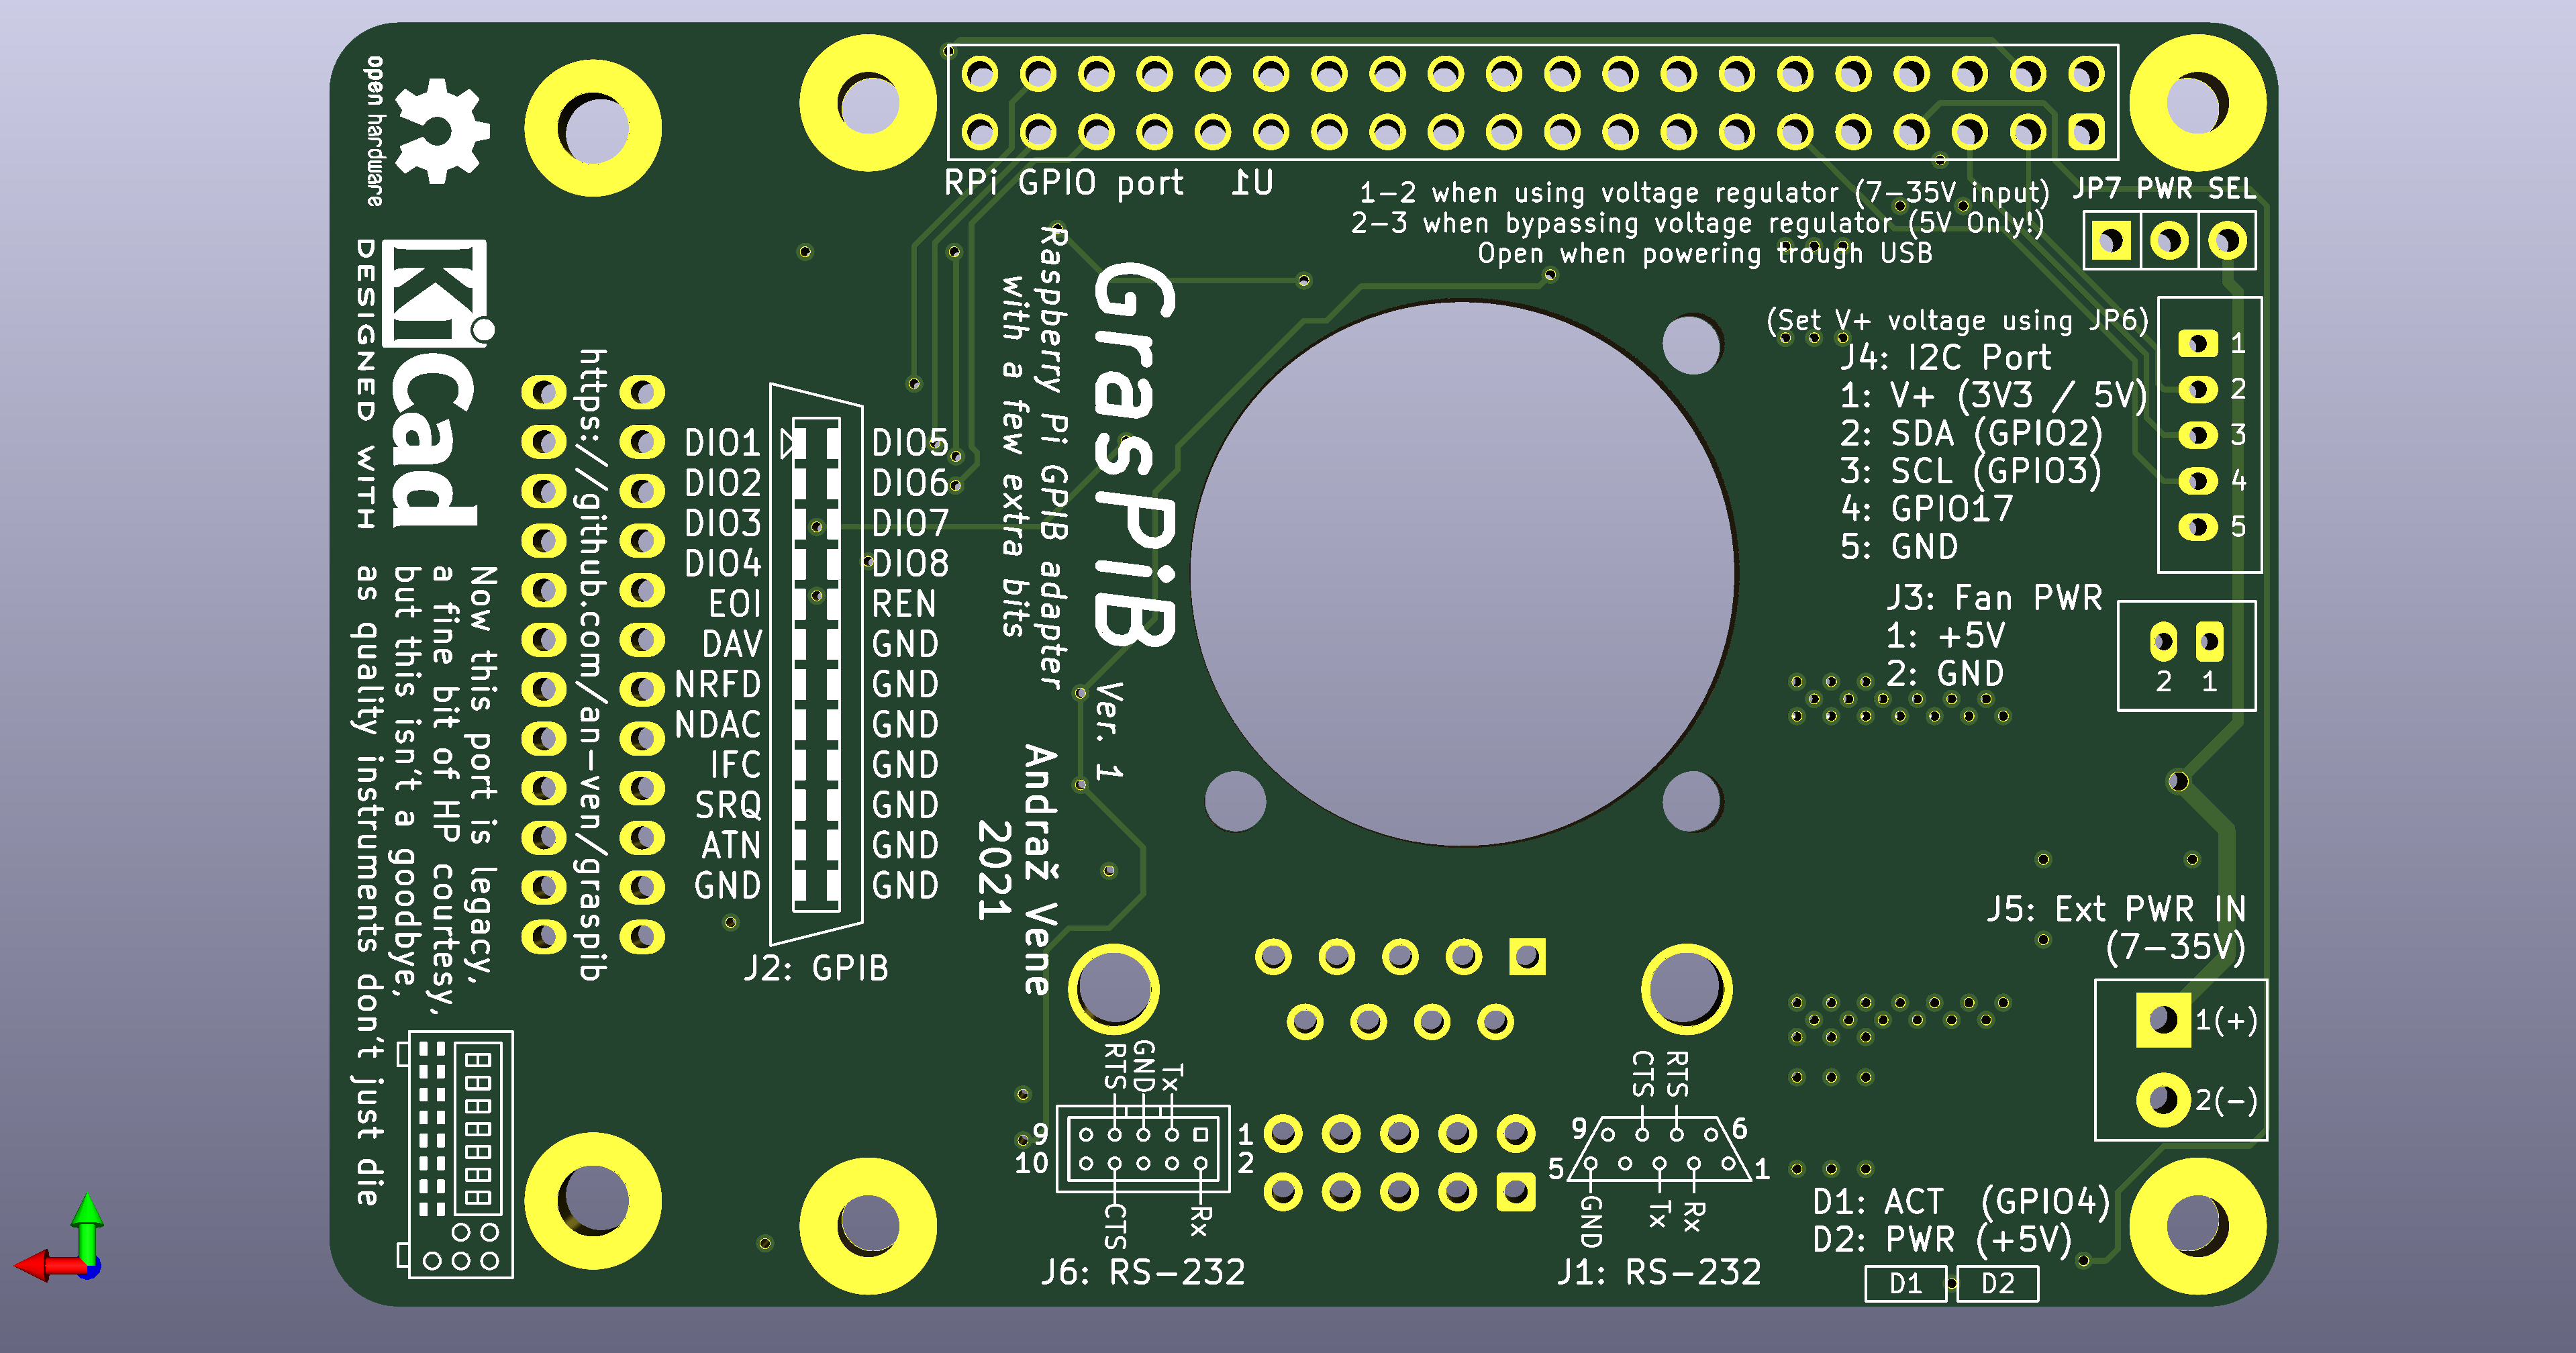 open hardware
KiCad
DESIGNED WITH
Now this port is legacy,
a fine bit of HP courtesy,
but this isn't a goodbye,
as quality instruments don't just die
https://github.com/an-ven/graspib
RPi GPIO port
U1
GrasPiB
Ver. 1
Raspberry Pi GPIB adapter
with a few extra bits
Andraž Vene
2021
1-2 when using voltage regulator (7-35V input)
2-3 when bypassing voltage regulator (5V Only!)
Open when powering trough USB
JP7 PWR SEL
(Set V+ voltage using JP6)
J4: I2C Port
1: V+ (3V3 / 5V)
2: SDA (GPIO2)
3: SCL (GPIO3)
4: GPIO17
5: GND
1
2
3
4
5
J3: Fan PWR
1: +5V
2: GND
2 1
DIO1 DIO5
DIO2 DIO6
DIO3 DIO7
DIO4 DIO8
EOI REN
DAV GND
NRFD GND
NDAC GND
IFC GND
SRQ GND
ATN GND
GND GND
J2: GPIB
J5: Ext PWR IN
(7-35V)
1(+)
2(-)
RTS GND Tx
9 1
10 2
CTS Rx
J6: RS-232
CTS RTS
9 6
5 1
GND Tx Rx
J1: RS-232
D1: ACT (GPIO4)
D2: PWR (+5V)
D1 D2